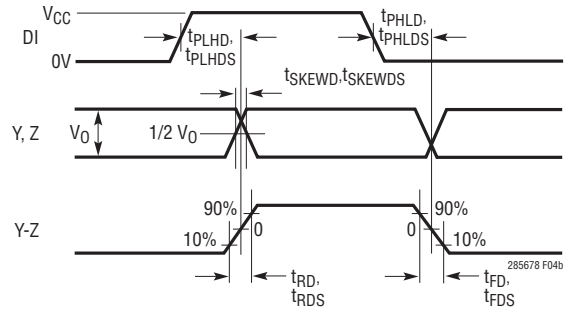 VCC
DI
0V
tPLHD,
tPLHDS
tPHLD,
tPHLDS
tSKEWD,tSKEWDS
Y, Z
VO
1/2 VO
Y-Z
90%
10%
0
0
90%
10%
285678 F04b
tRD,
tRDS
tFD,
tFDS